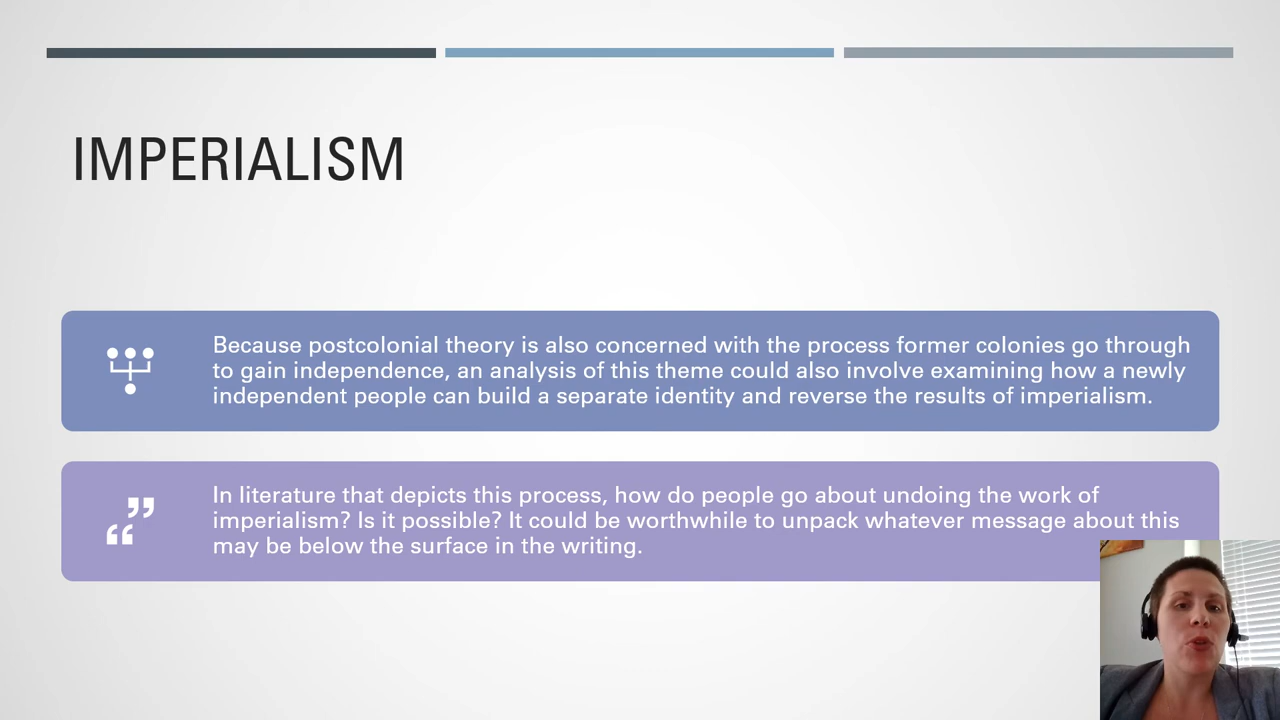 IMPERIALISM
Because postcolonial theory is also concerned with the process former colonies go through
to gain independence, an analysis of this theme could also involve examining how a newly
independent people can build a separate identity and reverse the results of imperialism.
In literature that depicts this process, how do people go about undoing the work of
imperialism? Is it possible? It could be worthwhile to unpack whatever message about this
may be below the surface in the writing.